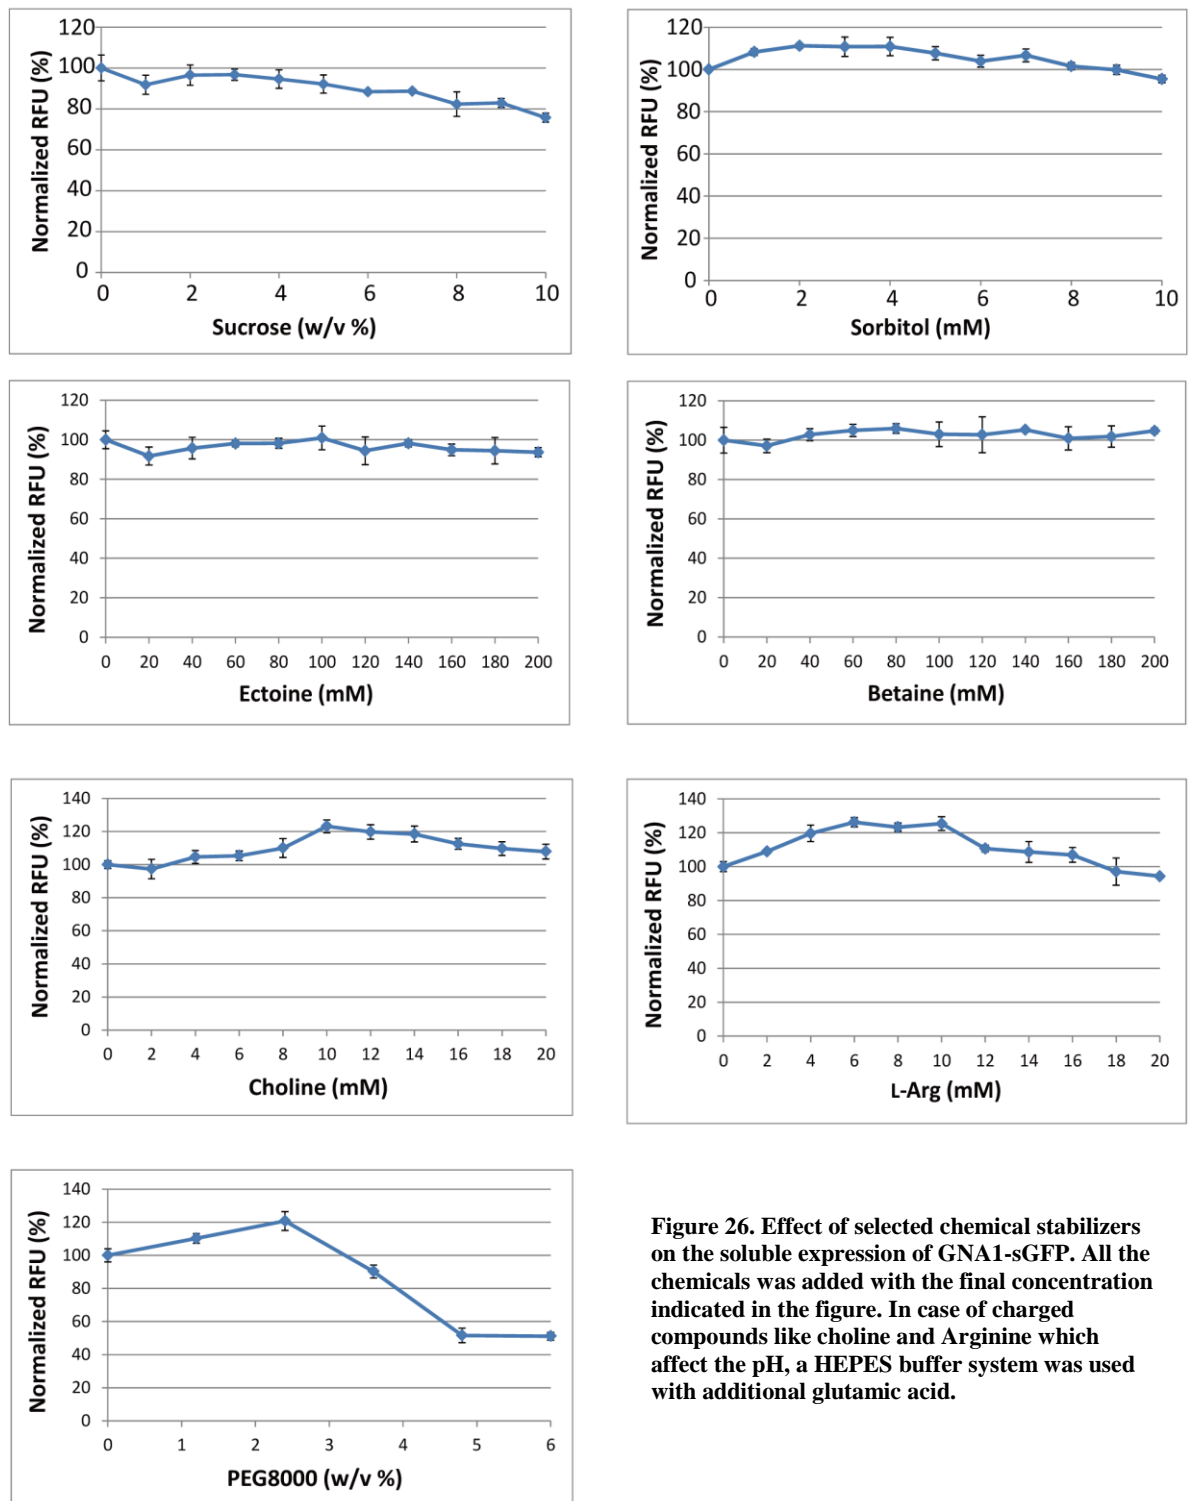 120
100
80
60
40
20
0
Normalized RFU (%)
0 2 4 6 8 10
Sucrose (w/v %)
120
100
80
60
40
20
0
Normalized RFU (%)
0 2 4 6 8 10
Sorbitol (mM)
120
100
80
60
40
20
0
Normalized RFU (%)
0 20 40 60 80 100 120 140 160 180 200
Ectoine (mM)
120
100
80
60
40
20
0
Normalized RFU (%)
0 20 40 60 80 100 120 140 160 180 200
Betaine (mM)
140
120
100
80
60
40
20
0
Normalized RFU (%)
0 2 4 6 8 10 12 14 16 18 20
Choline (mM)
140
120
100
80
60
40
20
0
Normalized RFU (%)
0 2 4 6 8 10 12 14 16 18 20
L-Arg (mM)
140
120
100
80
60
40
20
0
Normalized RFU (%)
0 1 2 3 4 5 6
PEG8000 (w/v %)
Figure 26. Effect of selected chemical stabilizers
on the soluble expression of GNA1-sGFP. All the
chemicals was added with the final concentration
indicated in the figure. In case of charged
compounds like choline and Arginine which
affect the pH, a HEPES buffer system was used
with additional glutamic acid.